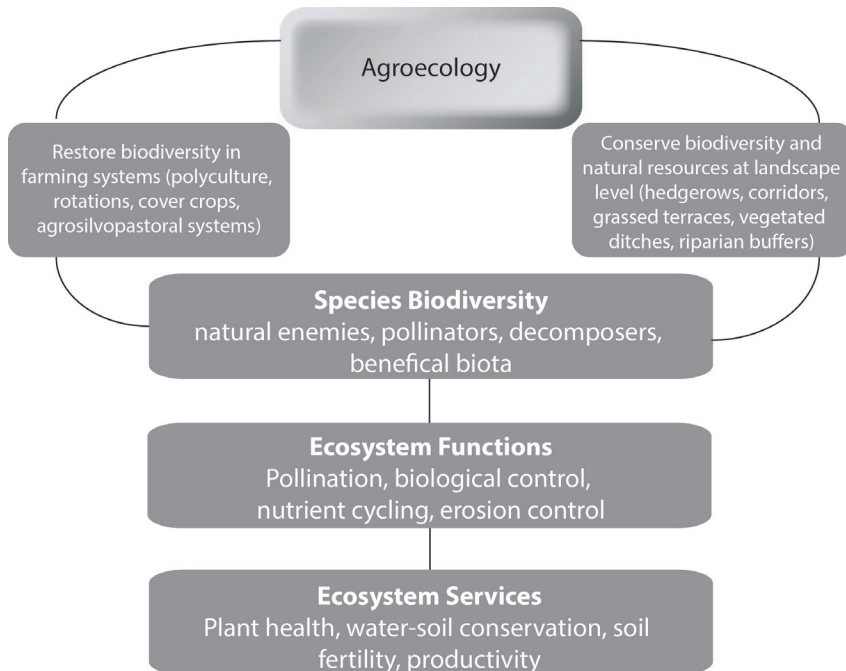 Agroecology
Restore biodiversity in
farming systems (polyculture,
rotations, cover crops,
agrosilvopastoral systems)
Conserve biodiversity and
natural resources at landscape
level (hedgerows, corridors,
grassed terraces, vegetated
ditches, riparian buffers)
Species Biodiversity
natural enemies, pollinators, decomposers,
benefical biota
Ecosystem Functions
Pollination, biological control,
nutrient cycling, erosion control
Ecosystem Services
Plant health, water-soil conservation, soil
fertility, productivity